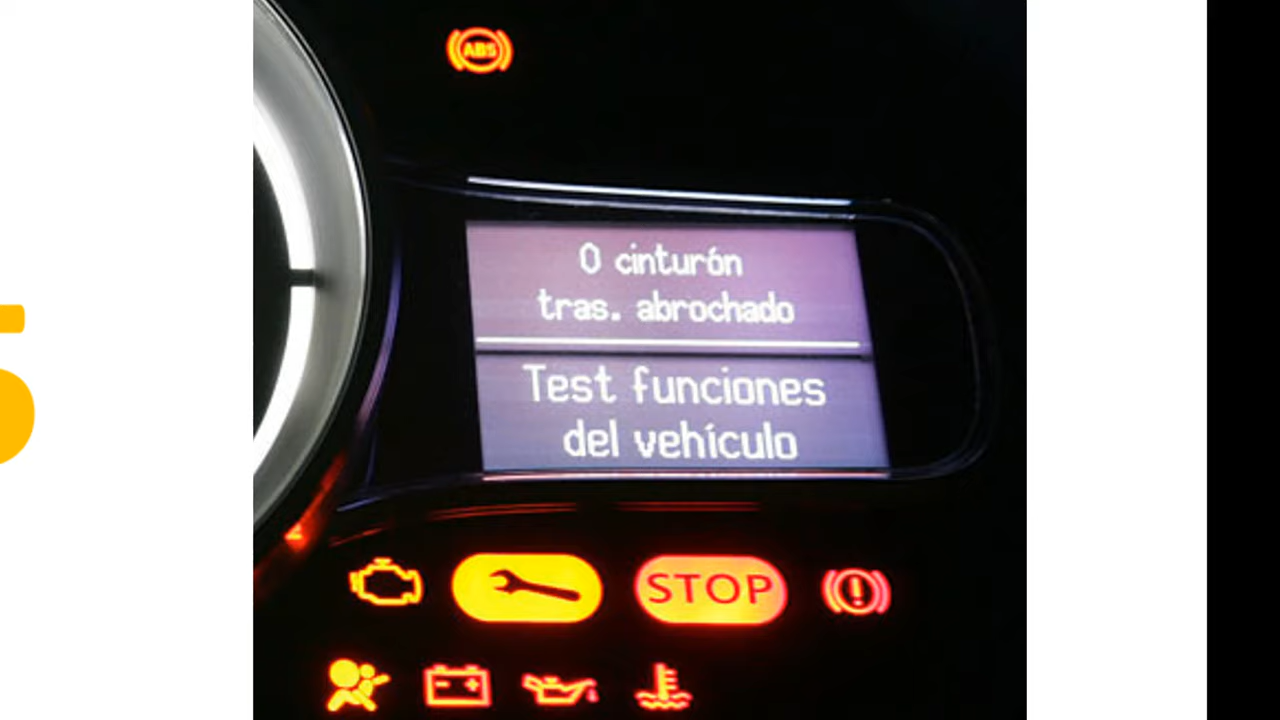 ABS
0 cinturón
tras. abrochado
Test funciones
del vehículo
STOP